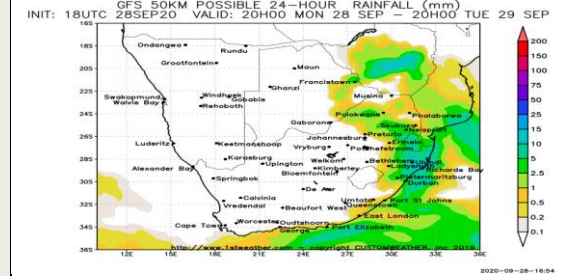 GFS 50KM POSSIBLE 24-HOUR RAINFALL (mm)
INIT: 18UTC 28SEP20 VALID: 20H00 MON 28 SEP - 20H00 TUE 29 SEP
16S
18S
20S
22S
24S
26S
28S
30S
32S
34S
36S
Ondangwa
Rundu
Grootfontein
Maun
Ghanzi
Francistown
Swakopmund
Walvis Bay
Windhoek
Gobabis
Rehoboth
Musina
Polokwane
Phalaborwa
Gaborone
Skukuza
Nelspruit
Johannesburg
Pretoria
Ermelo
Luderitz
Keetmanshoop
Vryburg
Potchefstroom
Karasburg
Upington
Welkom
Bethlehem
Ulundi
Ladysmith
Alexander Bay
Kimberley
Richards Bay
Bloemfontein
Pietermaritzburg
Springbok
Durban
De Aar
Calvinia
Umtata
Port St Johns
Vredendal
Beaufort West
Queenstown
East London
Cape Town
Worcester
Oudtshoorn
George
Port Elizabeth
http://www.1stweather.com - copyright CUSTOMWEATHER, inc 2019
12E 15E 18E 21E 24E 27E 30E 33E 36E
200
150
100
75
50
25
15
10
5
2.5
1
0.5
0.2
0.1
2020-09-28-16:54